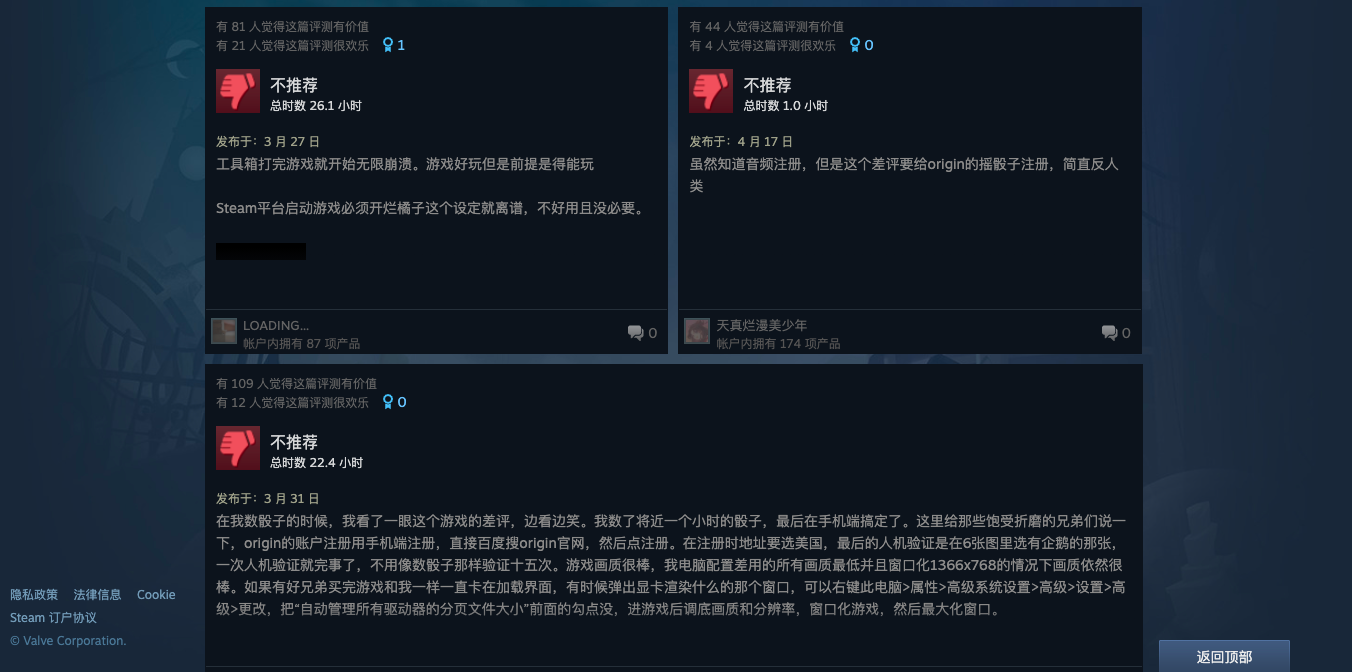 有 81 人觉得这篇评测有价值
有 21 人觉得这篇评测很欢乐 1
不推荐
总时数 26.1 小时
发布于：3 月 27 日
工具箱打完游戏就开始无限崩溃。游戏好玩但是前提是得能玩
Steam平台启动游戏必须开烂橘子这个设定就离谱，不好用且没必要。
LOADING...
帐户内拥有 87 项产品
0
有 44 人觉得这篇评测有价值
有 4 人觉得这篇评测很欢乐 0
不推荐
总时数 1.0 小时
发布于：4 月 17 日
虽然知道音频注册，但是这个差评要给origin的摇骰子注册，简直反人
类
天真烂漫美少年
帐户内拥有 174 项产品
0
有 109 人觉得这篇评测有价值
有 12 人觉得这篇评测很欢乐 0
不推荐
总时数 22.4 小时
发布于：3 月 31 日
在我数骰子的时候，我看了一眼这个游戏的差评，边看边笑。我数了将近一个小时的骰子，最后在手机端搞定了。这里给那些饱受折磨的兄弟们说一
下，origin的账户注册用手机端注册，直接百度搜origin官网，然后点注册。在注册时地址要选美国，最后的人机验证是在6张图里选有企鹅的那张，
一次人机验证就完事了，不用像数骰子那样验证十五次。游戏画质很棒，我电脑配置差用的所有画质最低并且窗口化1366x768的情况下画质依然很
棒。如果有好兄弟买完游戏和我一样一直卡在加载界面，有时候弹出显卡渲染什么的那个窗口，可以右键此电脑>属性>高级系统设置>高级>设置>高
级>更改，把“自动管理所有驱动器的分页文件大小”前面的勾点没，进游戏后调底画质和分辨率，窗口化游戏，然后最大化窗口。
隐私政策 法律信息 Cookie
Steam 订户协议
© Valve Corporation.
返回顶部